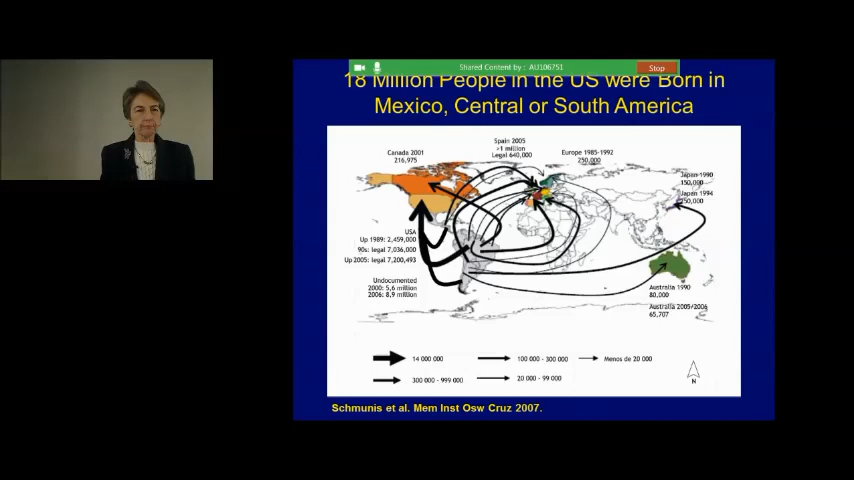 Shared Content by : AU106751
Stop
18 Million People in the US were Born in
Mexico, Central or South America
Canada 2001
216,975
Spain 2005
>1 million
Legal 640,000
Europe 1985-1992
250,000
Japan 1990
150,000
Japan 1994
250,000
USA
Up 1989: 2,459,000
90s: legal 7,036,000
Up 2005: legal 7,200,493
Undocumented
2000: 5,6 million
2006: 8,9 million
Australia 1990
80,000
Australia 2005/2006
65,707
14 000 000
100 000 - 300 000
Menos de 20 000
300 000 - 999 000
20 000 - 99 000
N
Schmunis et al. Mem Inst Osw Cruz 2007.